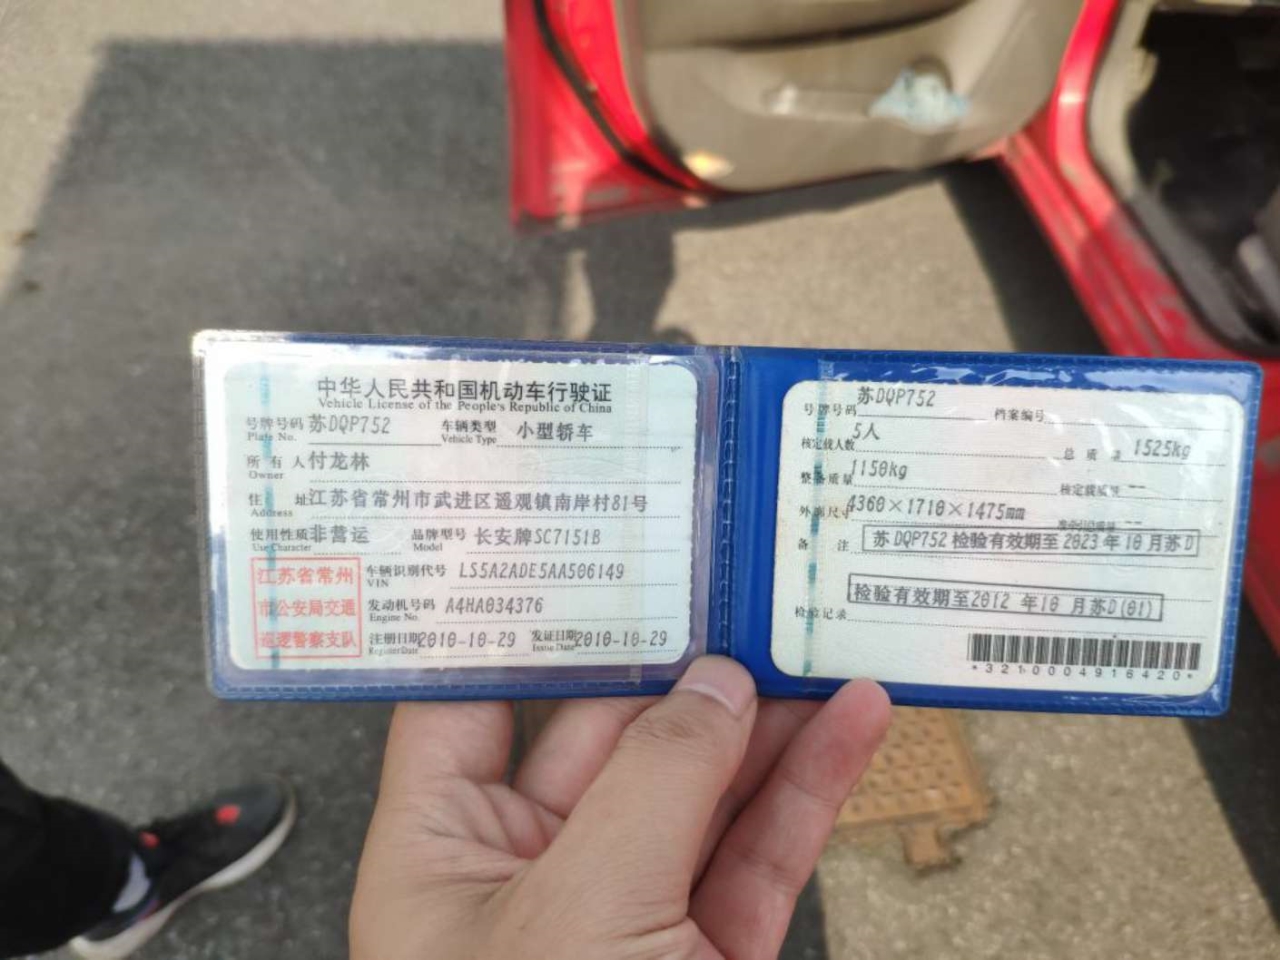 中华人民共和国机动车行驶证
Vehicle License of the People's Republic of China
号牌号码 苏DQP752 车辆类型 小型轿车
Plate No. Vehicle Type
所有人 付龙林
Owner
住址 江苏省常州市武进区遥观镇南岸村81号
Address
使用性质 非营运 品牌型号 长安牌SC7151B
Use Character Model
江苏省常州
市公安局交通
巡逻警察支队
车辆识别代号 LS5A2ADE5AA506149
VIN
发动机号码 A4HA034376
Engine No.
注册日期 2010-10-29 发证日期 2010-10-29
Register Date Issue Date
号牌号码 苏DQP752 档案编号
核定载人数 5人 总质量 1525kg
整备质量 1150kg 核定载质量 --
外廓尺寸 4360×1710×1475mm --
备注 苏DQP752 检验有效期至2023年10月苏D
检验有效期至2012 年10 月苏D(01)
检验记录
*3210004916420*